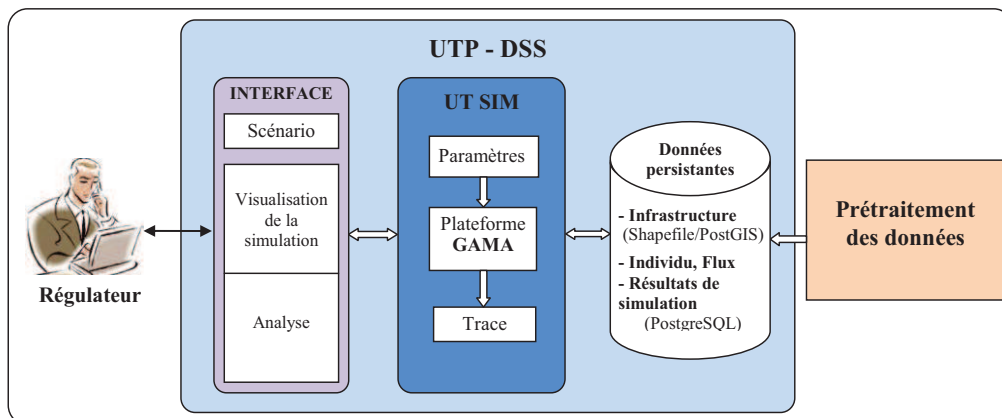 UTP - DSS
Régulateur
INTERFACE
Scénario
Visualisation
de la
simulation
Analyse
UT SIM
Paramètres
Plateforme
GAMA
Trace
Données
persistantes
- Infrastructure
(Shapefile/PostGIS)
- Individu, Flux
- Résultats de
simulation
(PostgreSQL)
Prétraitement
des données